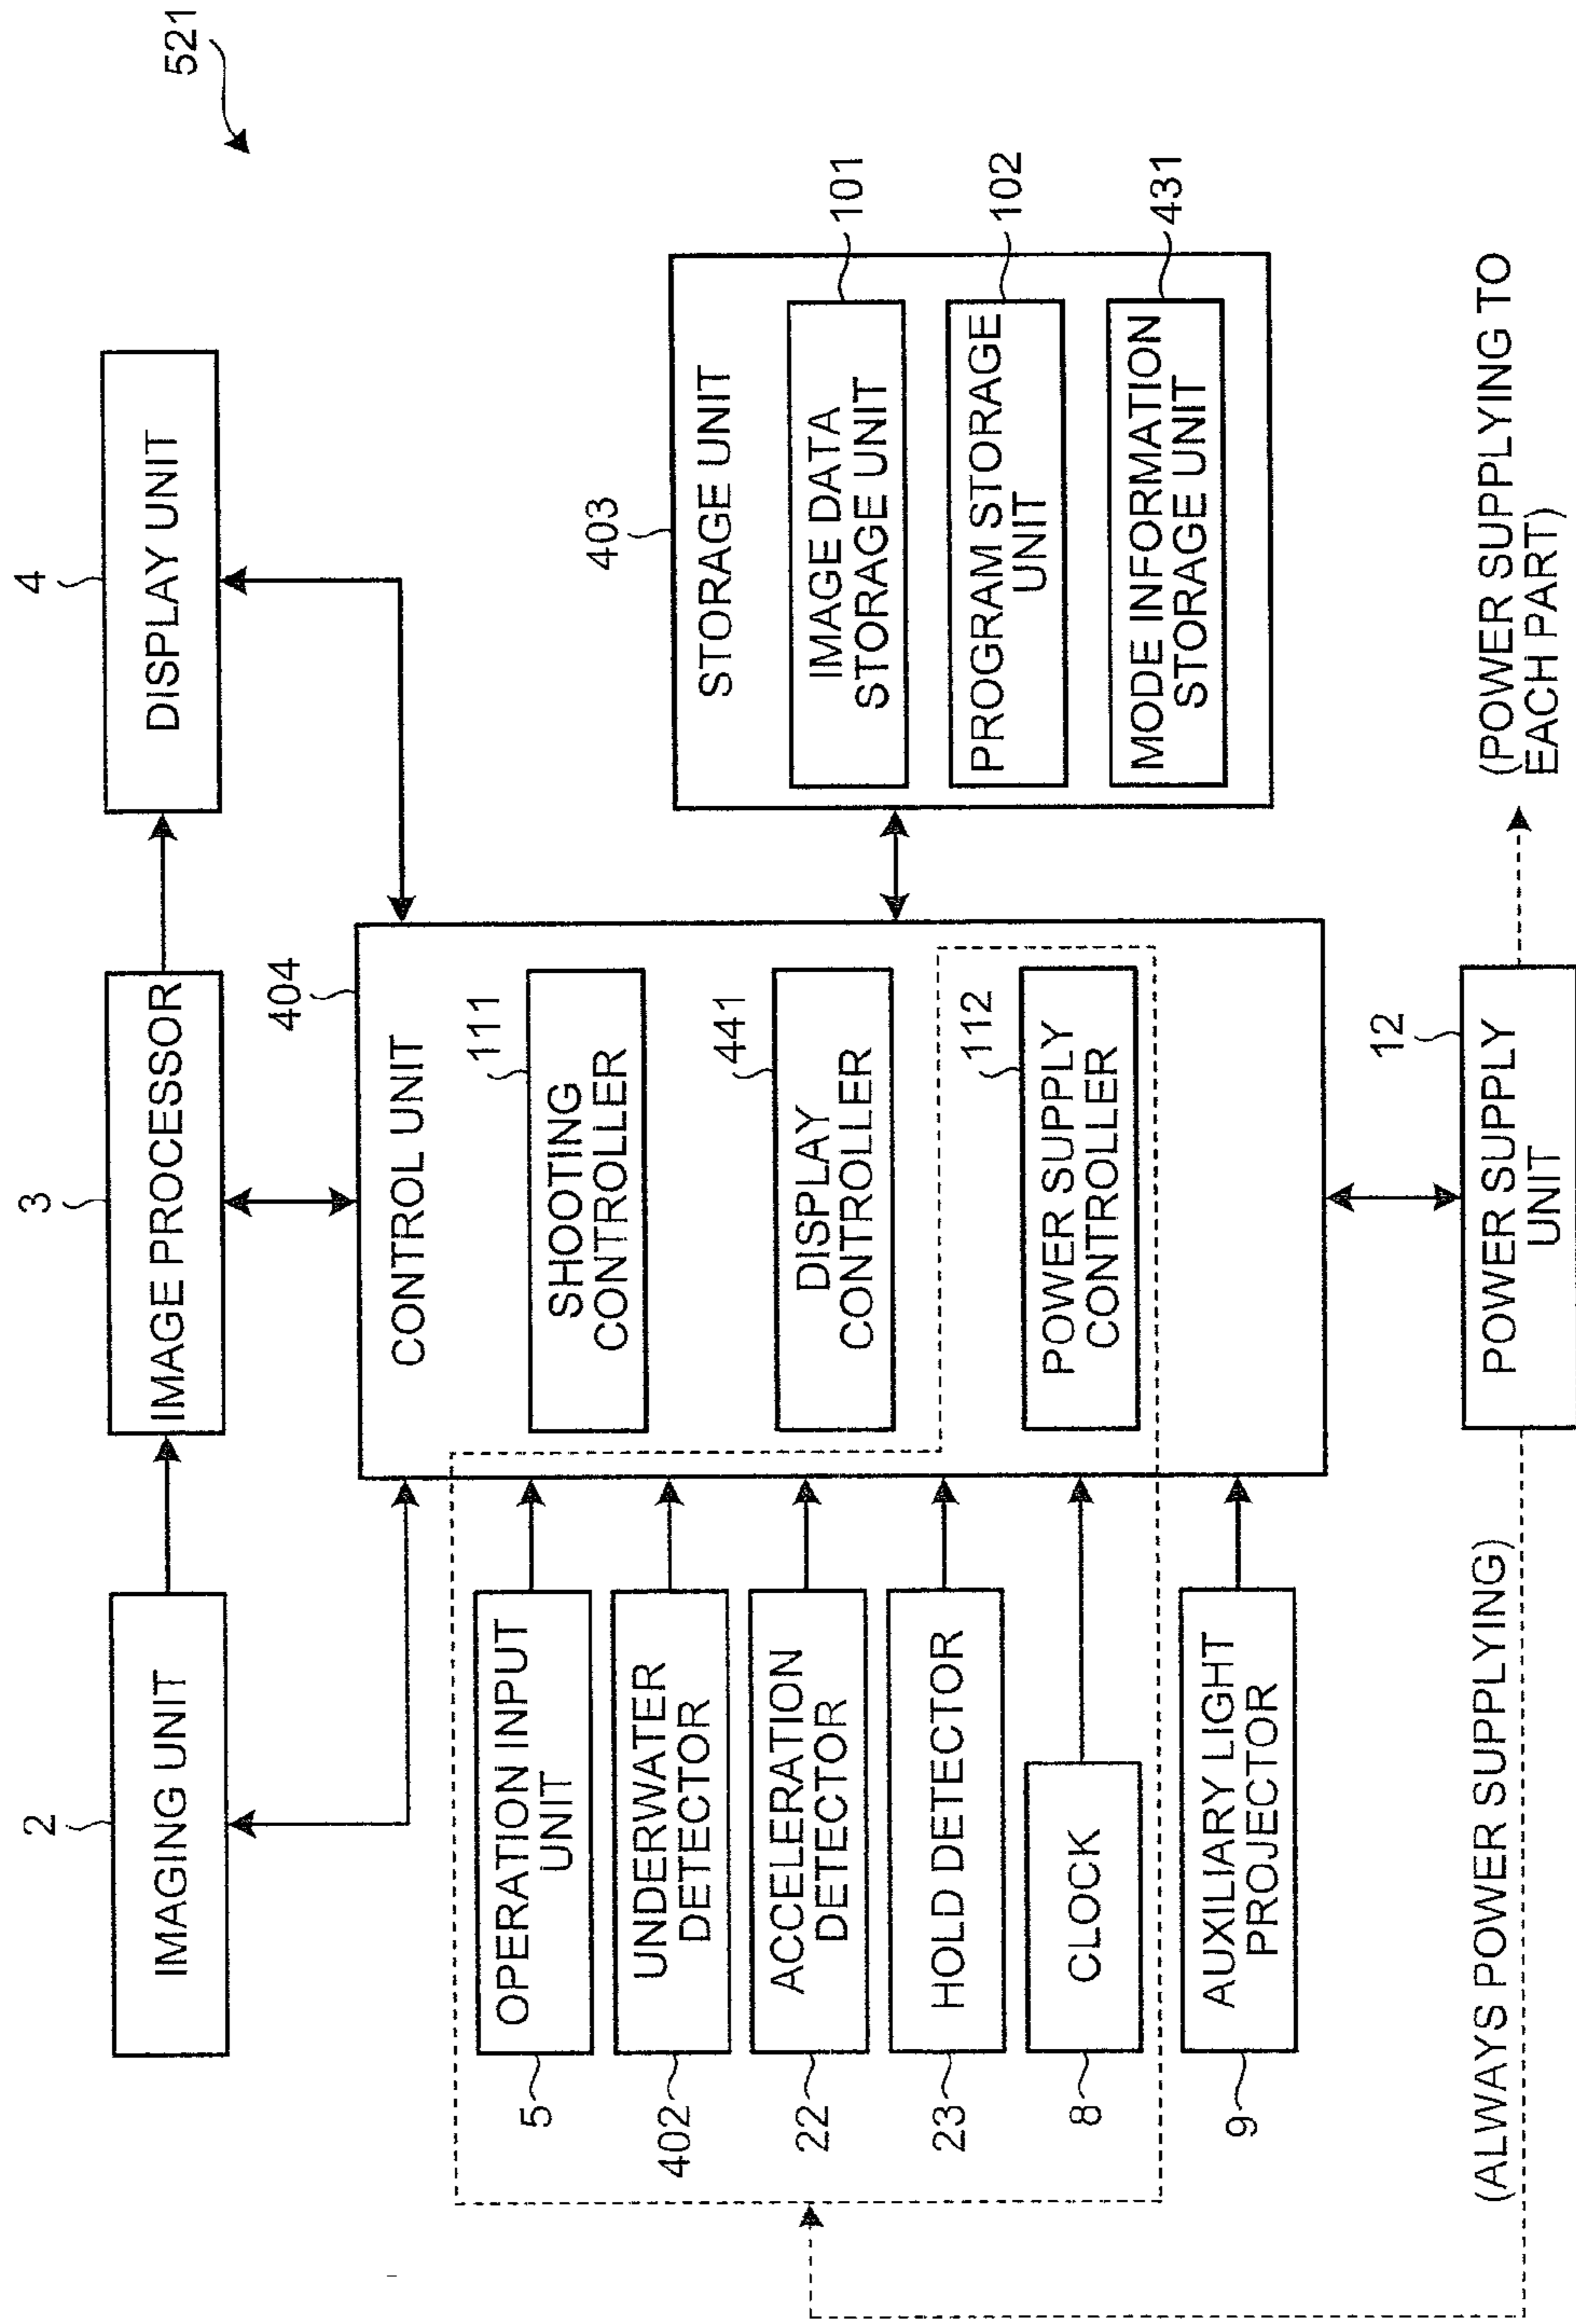 521
2
IMAGING UNIT
3
IMAGE PROCESSOR
4
DISPLAY UNIT
404
CONTROL UNIT
111
SHOOTING
CONTROLLER
441
DISPLAY
CONTROLLER
112
POWER SUPPLY
CONTROLLER
5
OPERATION INPUT
UNIT
402
UNDERWATER
DETECTOR
22
ACCELERATION
DETECTOR
23
HOLD DETECTOR
8
CLOCK
9
AUXILIARY LIGHT
PROJECTOR
403
STORAGE UNIT
IMAGE DATA
STORAGE UNIT
101
PROGRAM STORAGE
UNIT
102
MODE INFORMATION
STORAGE UNIT
431
12
POWER SUPPLY
UNIT
(ALWAYS POWER SUPPLYING)
(POWER SUPPLYING TO
EACH PART)